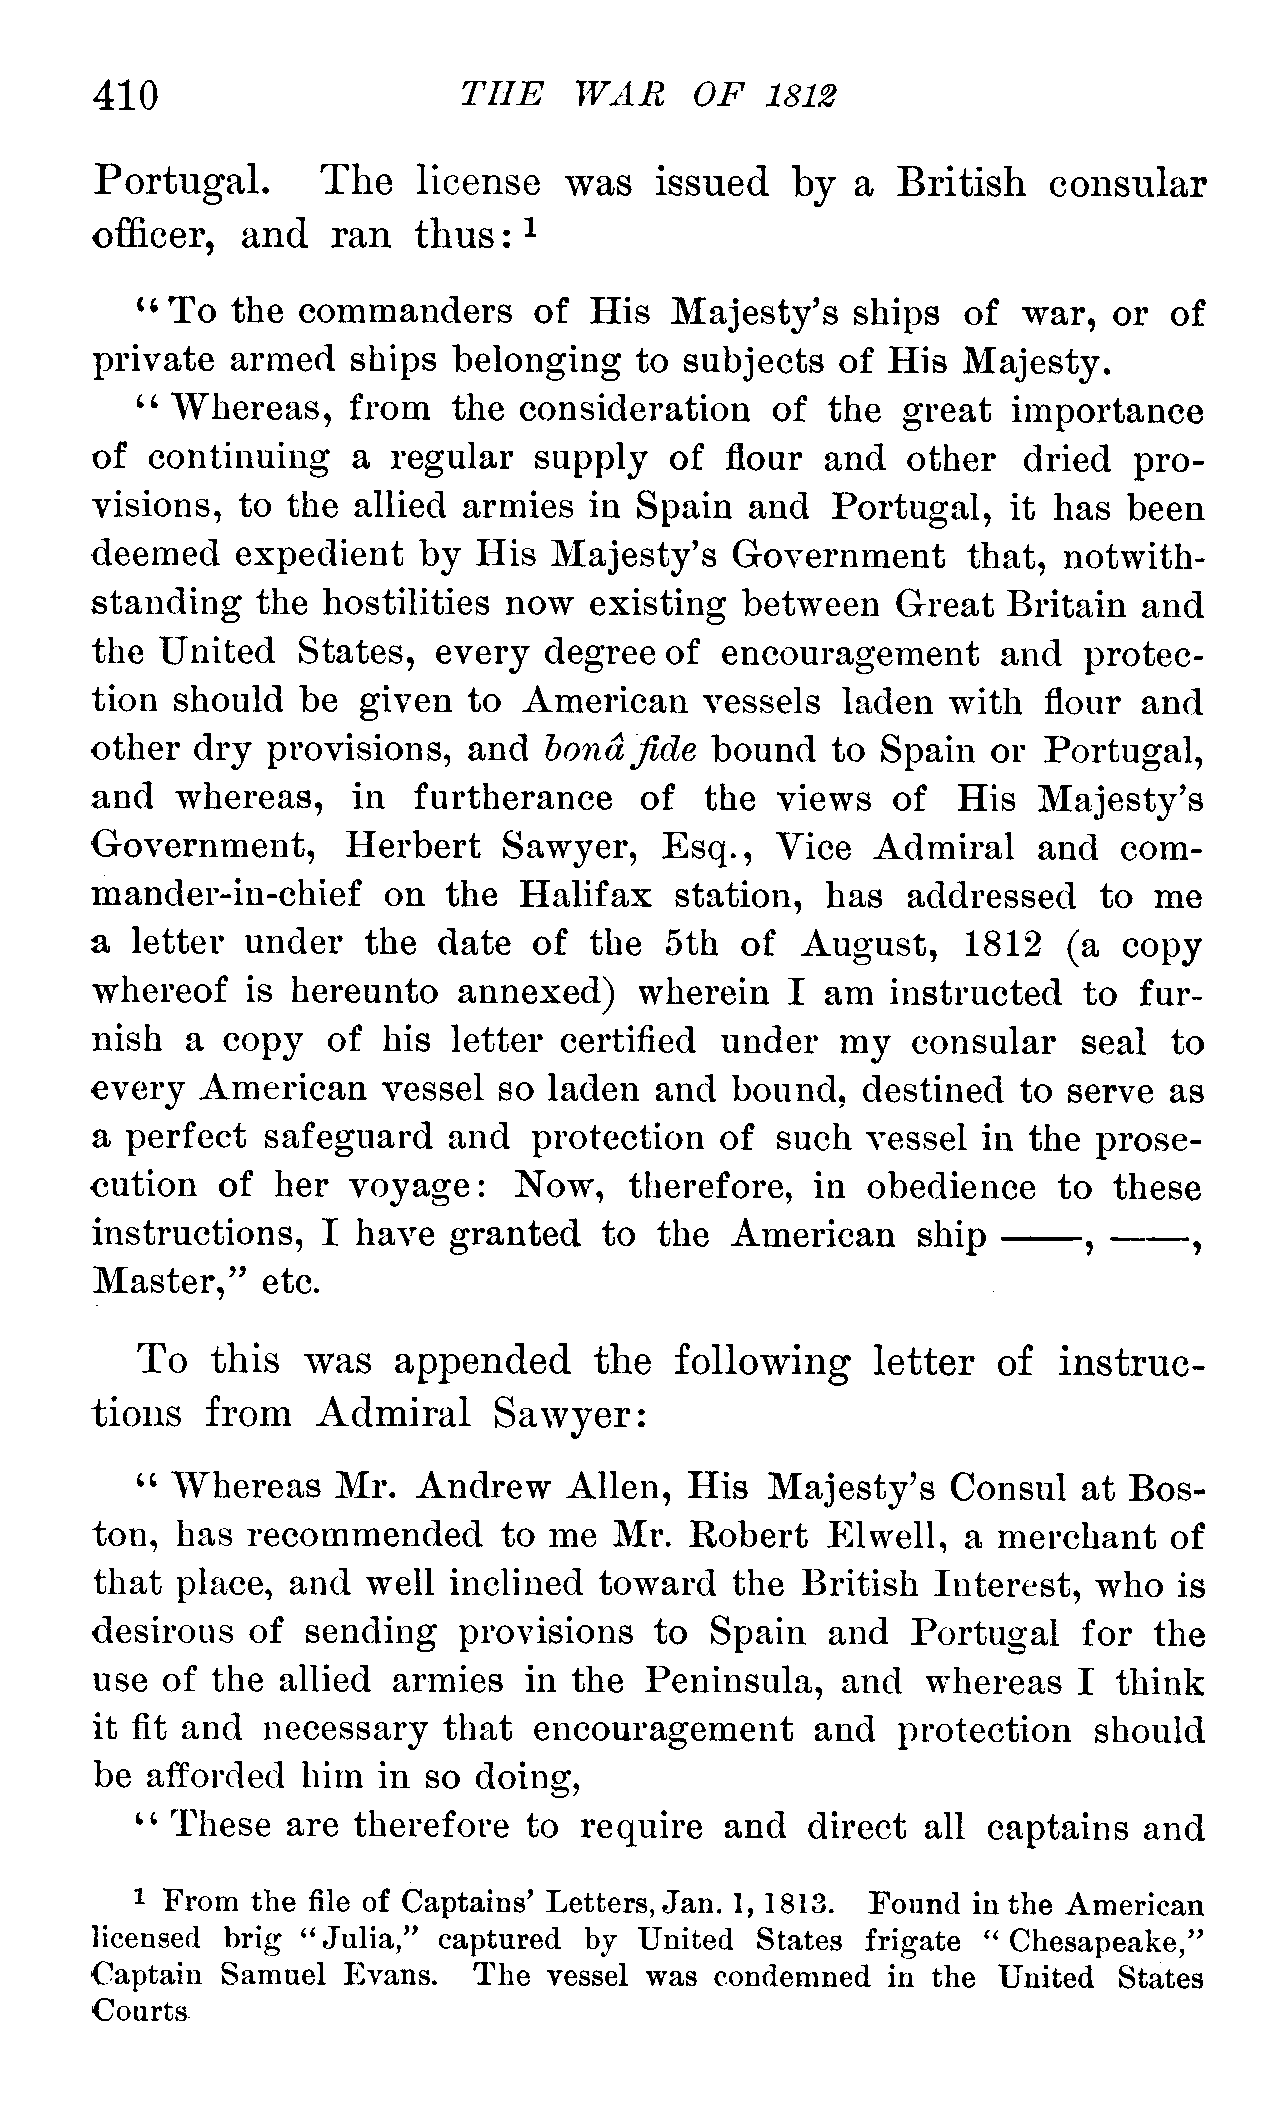 410 THE WAR OF 1812
Portugal. The license was issued by a British consular
officer, and ran thus: ¹
“ To the commanders of His Majesty’s ships of war, or of
private armed ships belonging to subjects of His Majesty.
“ Whereas, from the consideration of the great importance
of continuing a regular supply of flour and other dried pro-
visions, to the allied armies in Spain and Portugal, it has been
deemed expedient by His Majesty’s Government that, notwith-
standing the hostilities now existing between Great Britain and
the United States, every degree of encouragement and protec-
tion should be given to American vessels laden with flour and
other dry provisions, and bonâ fide bound to Spain or Portugal,
and whereas, in furtherance of the views of His Majesty’s
Government, Herbert Sawyer, Esq., Vice Admiral and com-
mander-in-chief on the Halifax station, has addressed to me
a letter under the date of the 5th of August, 1812 (a copy
whereof is hereunto annexed) wherein I am instructed to fur-
nish a copy of his letter certified under my consular seal to
every American vessel so laden and bound, destined to serve as
a perfect safeguard and protection of such vessel in the prose-
cution of her voyage: Now, therefore, in obedience to these
instructions, I have granted to the American ship ——, ——,
Master,” etc.
To this was appended the following letter of instruc-
tions from Admiral Sawyer:
“ Whereas Mr. Andrew Allen, His Majesty’s Consul at Bos-
ton, has recommended to me Mr. Robert Elwell, a merchant of
that place, and well inclined toward the British Interest, who is
desirous of sending provisions to Spain and Portugal for the
use of the allied armies in the Peninsula, and whereas I think
it fit and necessary that encouragement and protection should
be afforded him in so doing,
“ These are therefore to require and direct all captains and
¹ From the file of Captains’ Letters, Jan. 1, 1813. Found in the American
licensed brig “Julia,” captured by United States frigate “ Chesapeake,”
Captain Samuel Evans. The vessel was condemned in the United States
Courts